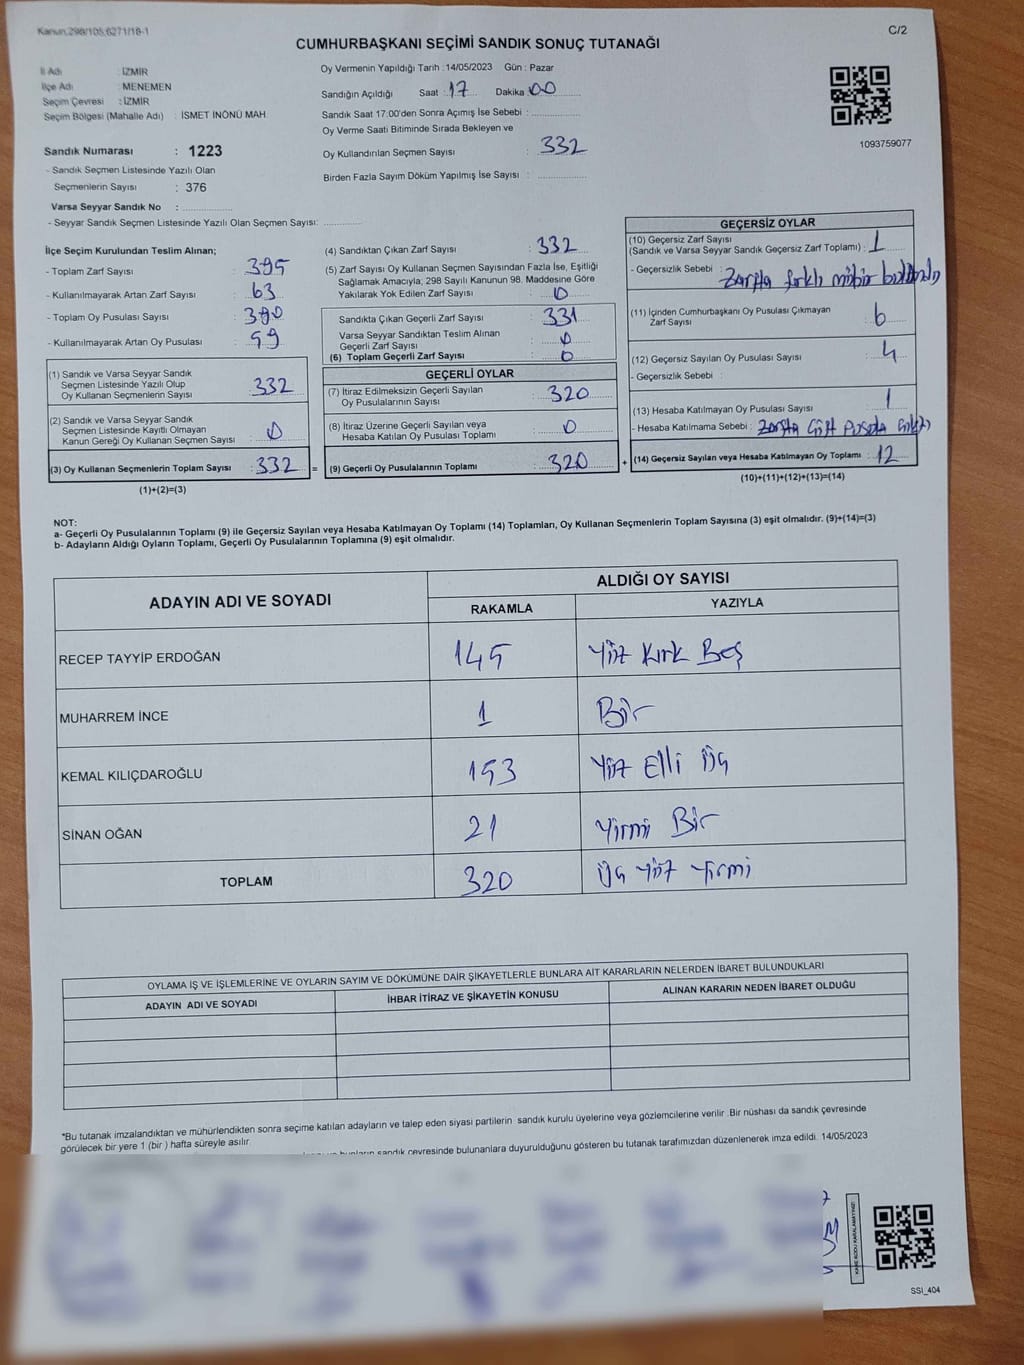 Kanun,298/105,6271/18-1
C/2
CUMHURBAŞKANI SEÇİMİ SANDIK SONUÇ TUTANAĞI
İl Adı : İZMİR
İlçe Adı : MENEMEN
Seçim Çevresi : İZMİR
Seçim Bölgesi (Mahalle Adı) : İSMET İNÖNÜ MAH.
Oy Vermenin Yapıldığı Tarih : 14/05/2023 Gün : Pazar
Sandığın Açıldığı Saat : 17 Dakika : 00
Sandık Saat 17:00'den Sonra Açımış İse Sebebi :
Oy Verme Saati Bitiminde Sırada Bekleyen ve
Oy Kullandırılan Seçmen Sayısı : 332
Birden Fazla Sayım Döküm Yapılmış İse Sayısı :
1093759077
Sandık Numarası : 1223
- Sandık Seçmen Listesinde Yazılı Olan
Seçmenlerin Sayısı : 376
Varsa Seyyar Sandık No :
- Seyyar Sandık Seçmen Listesinde Yazılı Olan Seçmen Sayısı:
İlçe Seçim Kurulundan Teslim Alınan;
- Toplam Zarf Sayısı : 395
- Kullanılmayarak Artan Zarf Sayısı : 63
- Toplam Oy Pusulası Sayısı : 390
- Kullanılmayarak Artan Oy Pusulası :
(1) Sandık ve Varsa Seyyar Sandık
Seçmen Listesinde Yazılı Olup
Oy Kullanan Seçmenlerin Sayısı : 332
(2) Sandık ve Varsa Seyyar Sandık
Seçmen Listesinde Kayıtlı Olmayan
Kanun Gereği Oy Kullanan Seçmen Sayısı : 0
(3) Oy Kullanan Seçmenlerin Toplam Sayısı : 332 =
(1)+(2)=(3)
(4) Sandıktan Çıkan Zarf Sayısı : 332
(5) Zarf Sayısı Oy Kullanan Seçmen Sayısından Fazla İse, Eşitliği
Sağlamak Amacıyla, 298 Sayılı Kanunun 98. Maddesine Göre
Yakılarak Yok Edilen Zarf Sayısı : 0
Sandıkta Çıkan Geçerli Zarf Sayısı : 331
Varsa Seyyar Sandıktan Teslim Alınan
Geçerli Zarf Sayısı : 0
(6) Toplam Geçerli Zarf Sayısı : 0
GEÇERLİ OYLAR
(7) İtiraz Edilmeksizin Geçerli Sayılan
Oy Pusulalarının Sayısı : 320
(8) İtiraz Üzerine Geçerli Sayılan veya
Hesaba Katılan Oy Pusulası Toplamı : 0
(9) Geçerli Oy Pusulalarının Toplamı : 320 +
GEÇERSİZ OYLAR
(10) Geçersiz Zarf Sayısı
(Sandık ve Varsa Seyyar Sandık Geçersiz Zarf Toplamı) : 1
- Geçersizlik Sebebi : Zarfta farklı mühür
(11) İçinden Cumhurbaşkanı Oy Pusulası Çıkmayan
Zarf Sayısı : 6
(12) Geçersiz Sayılan Oy Pusulası Sayısı : 4
- Geçersizlik Sebebi :
(13) Hesaba Katılmayan Oy Pusulası Sayısı : 1
- Hesaba Katılmama Sebebi : Zarfta Çift Pusula Çıktı
(14) Geçersiz Sayılan veya Hesaba Katılmayan Oy Toplamı : 12
(10)+(11)+(12)+(13)=(14)
NOT:
a- Geçerli Oy Pusulalarının Toplamı (9) ile Geçersiz Sayılan veya Hesaba Katılmayan Oy Toplamı (14) Toplamları, Oy Kullanan Seçmenlerin Toplam Sayısına (3) eşit olmalıdır. (9)+(14)=(3)
b- Adayların Aldığı Oyların Toplamı, Geçerli Oy Pusulalarının Toplamına (9) eşit olmalıdır.
ADAYIN ADI VE SOYADI
ALDIĞI OY SAYISI
RAKAMLA YAZIYLA
RECEP TAYYİP ERDOĞAN 145 Yüz Kırk Beş
MUHARREM İNCE 1 Bir
KEMAL KILIÇDAROĞLU 153 Yüz Elli Üç
SİNAN OĞAN 21 Yirmi Bir
TOPLAM 320 Üç Yüz Yirmi
OYLAMA İŞ VE İŞLEMLERİNE VE OYLARIN SAYIM VE DÖKÜMÜNE DAİR ŞİKAYETLERLE BUNLARA AİT KARARLARIN NELERDEN İBARET BULUNDUKLARI
ADAYIN ADI VE SOYADI İHBAR İTİRAZ VE ŞİKAYETİN KONUSU ALINAN KARARIN NEDEN İBARET OLDUĞU
*Bu tutanak imzalandıktan ve mühürlendikten sonra seçime katılan adayların ve talep eden siyasi partilerin sandık kurulu üyelerine veya gözlemcilerine verilir .Bir nüshası da sandık çevresinde
görülecek bir yere 1 (bir ) hafta süreyle asılır.
bunların sandık çevresinde bulunanlara duyurulduğunu gösteren bu tutanak tarafımızdan düzenlenerek imza edildi. 14/05/2023
KARE KODU KARALAMAYINIZ!
SSİ_404